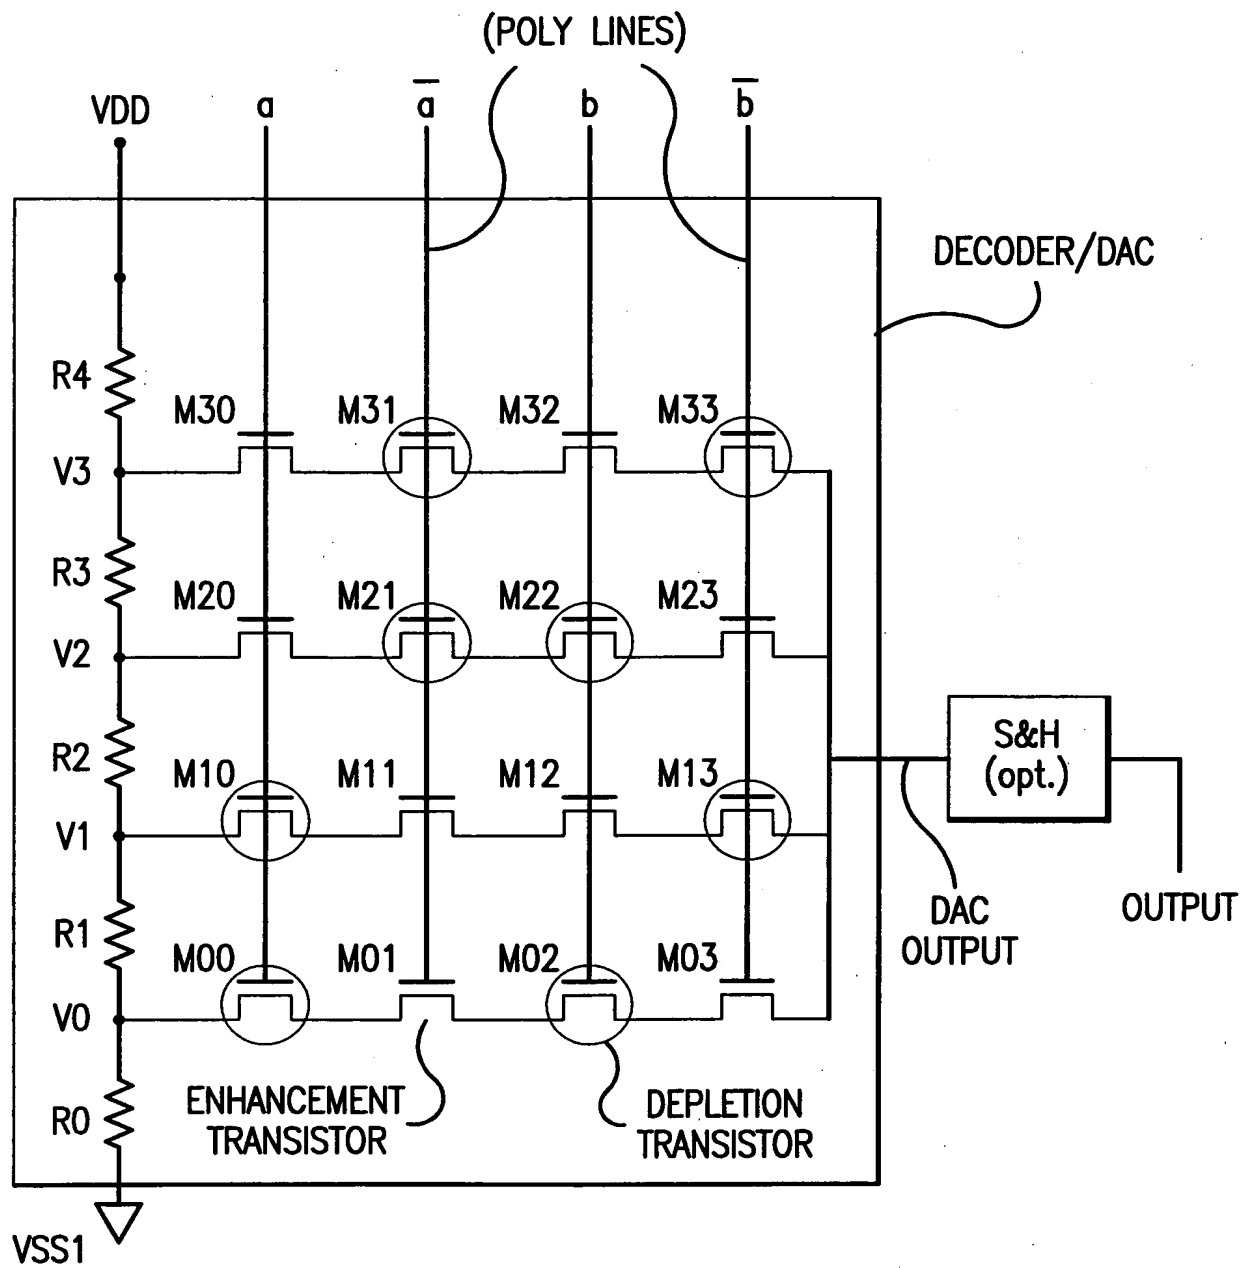 (POLY LINES)
VDD
a
a̅
b
b̅
DECODER/DAC
R4
M30
M31
M32
M33
V3
R3
M20
M21
M22
M23
V2
R2
M10
M11
M12
M13
S&H
(opt.)
V1
R1
M00
M01
M02
M03
DAC
OUTPUT
OUTPUT
V0
R0
ENHANCEMENT
TRANSISTOR
DEPLETION
TRANSISTOR
VSS1